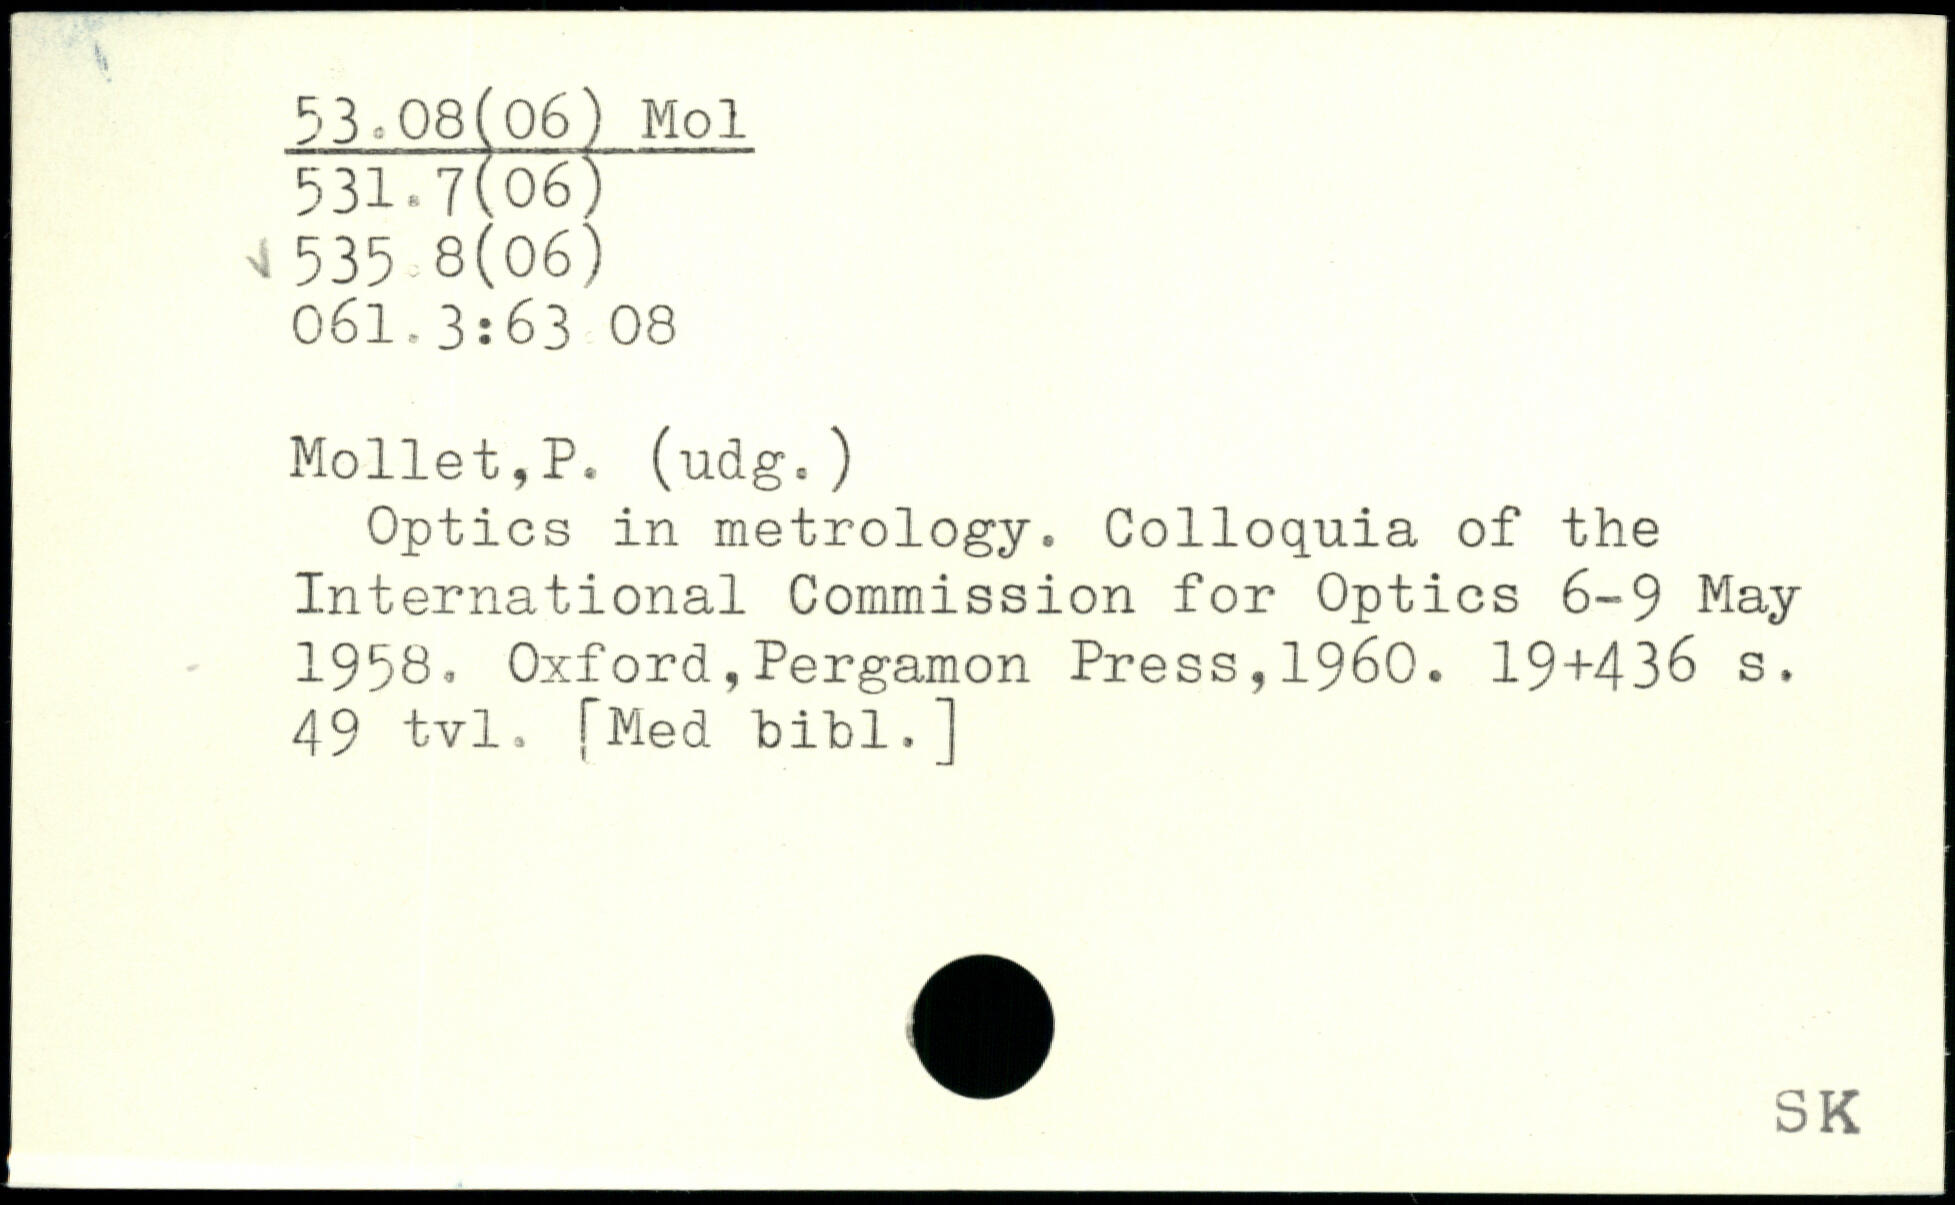 53.08(06) Mol
531.7(06)
✓ 535.8(06)
061.3:63.08
Mollet,P. (udg.)
Optics in metrology. Colloquia of the
International Commission for Optics 6-9 May
1958. Oxford,Pergamon Press,1960. 19+436 s.
49 tvl. [Med bibl.]
SK